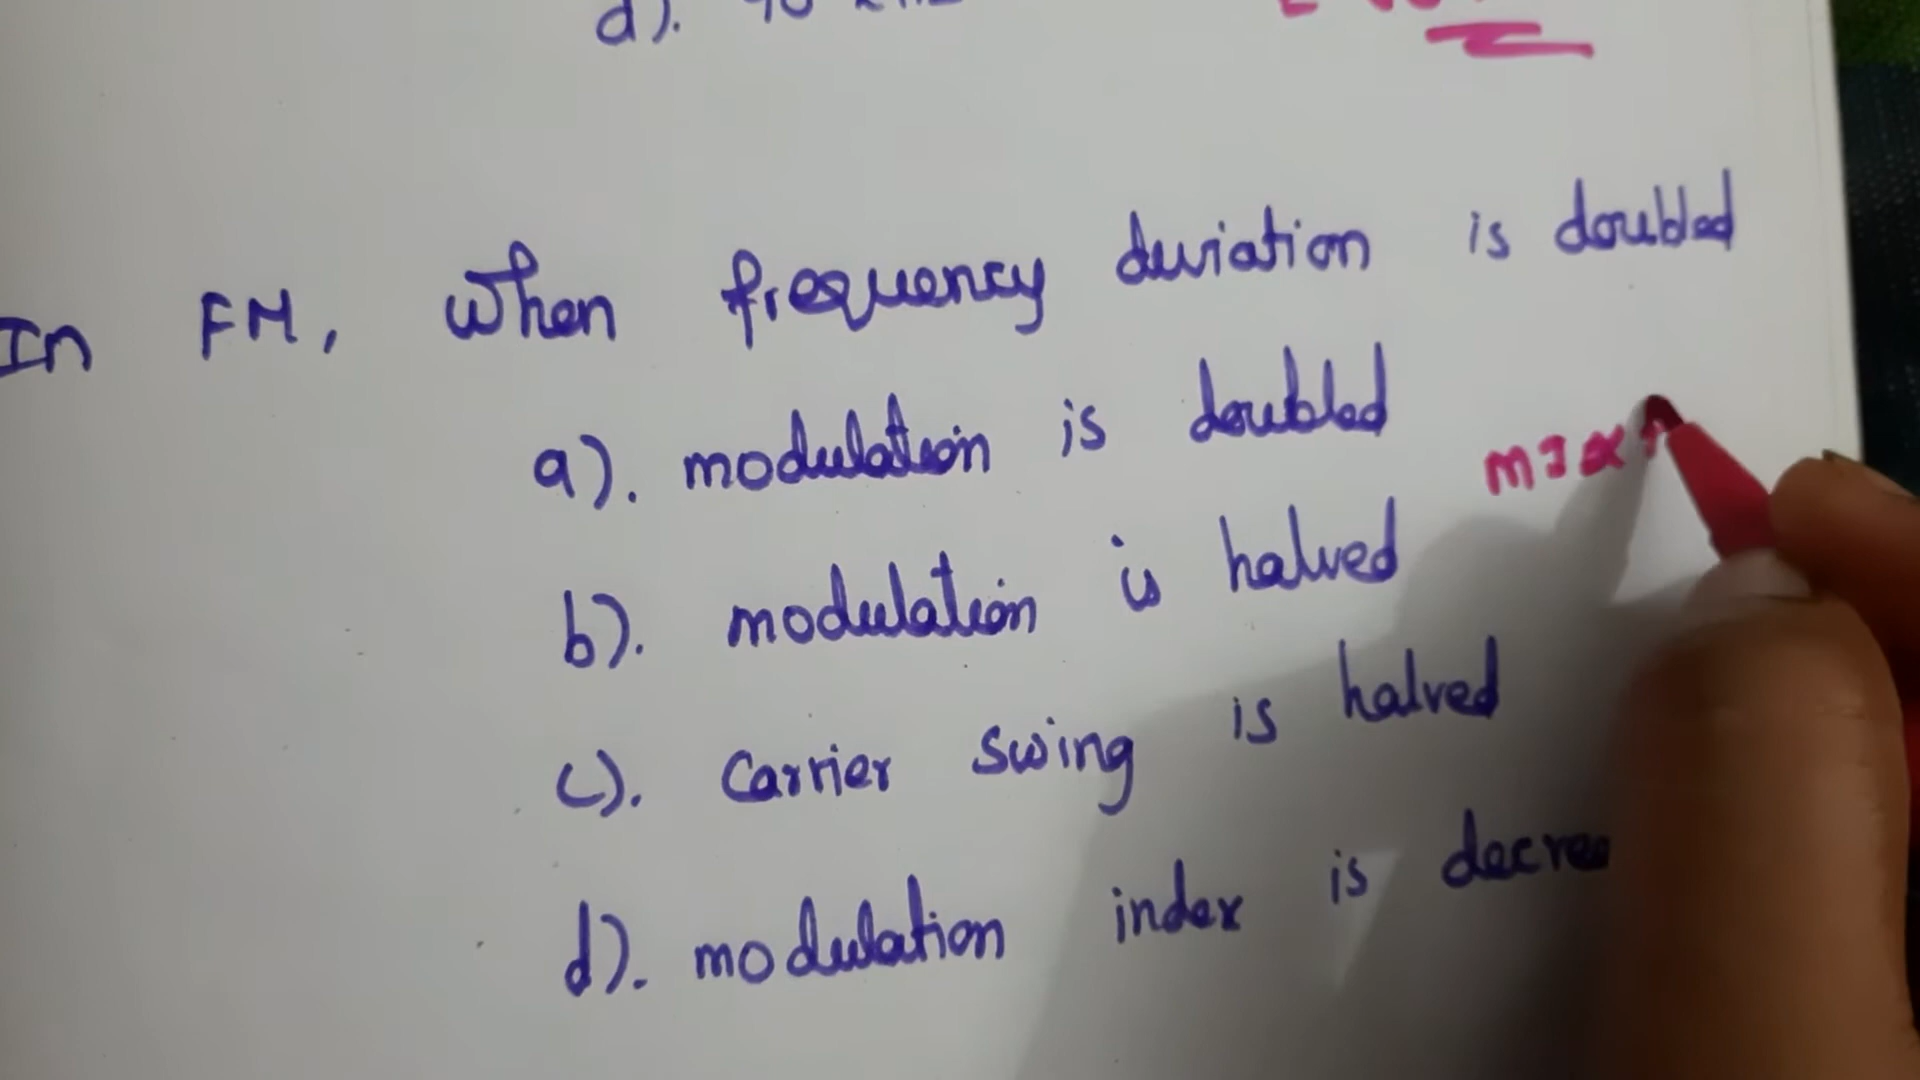 d).
In FM, when frequency deviation is doubled
a). modulation is doubled
b). modulation is halved
c). carrier swing is halved
d). modulation index is